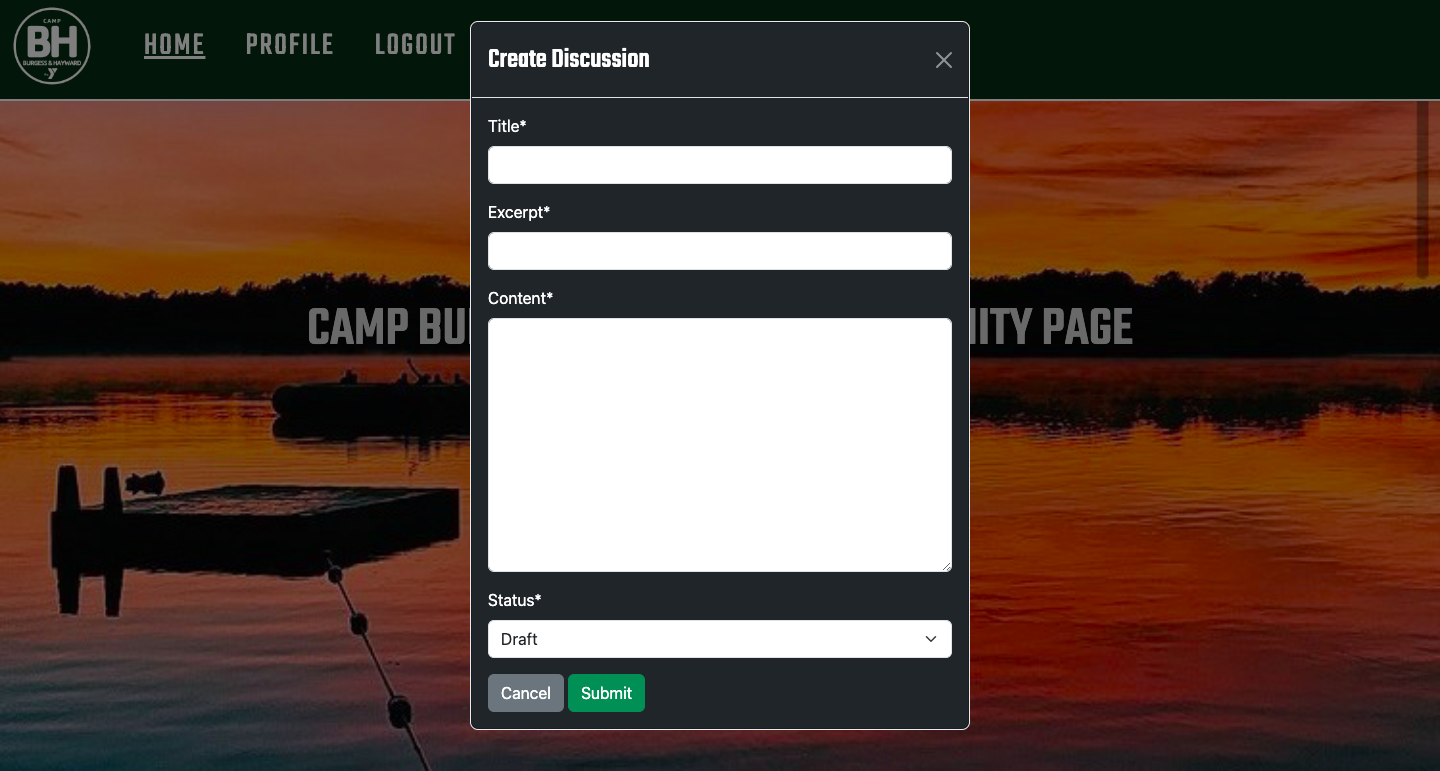 CAMP
BH
BURGESS & HAYWARD
HOME PROFILE LOGOUT
Create Discussion
Title*
Excerpt*
CAMP BU
ITY PAGE
Content*
Status*
Draft
Cancel Submit